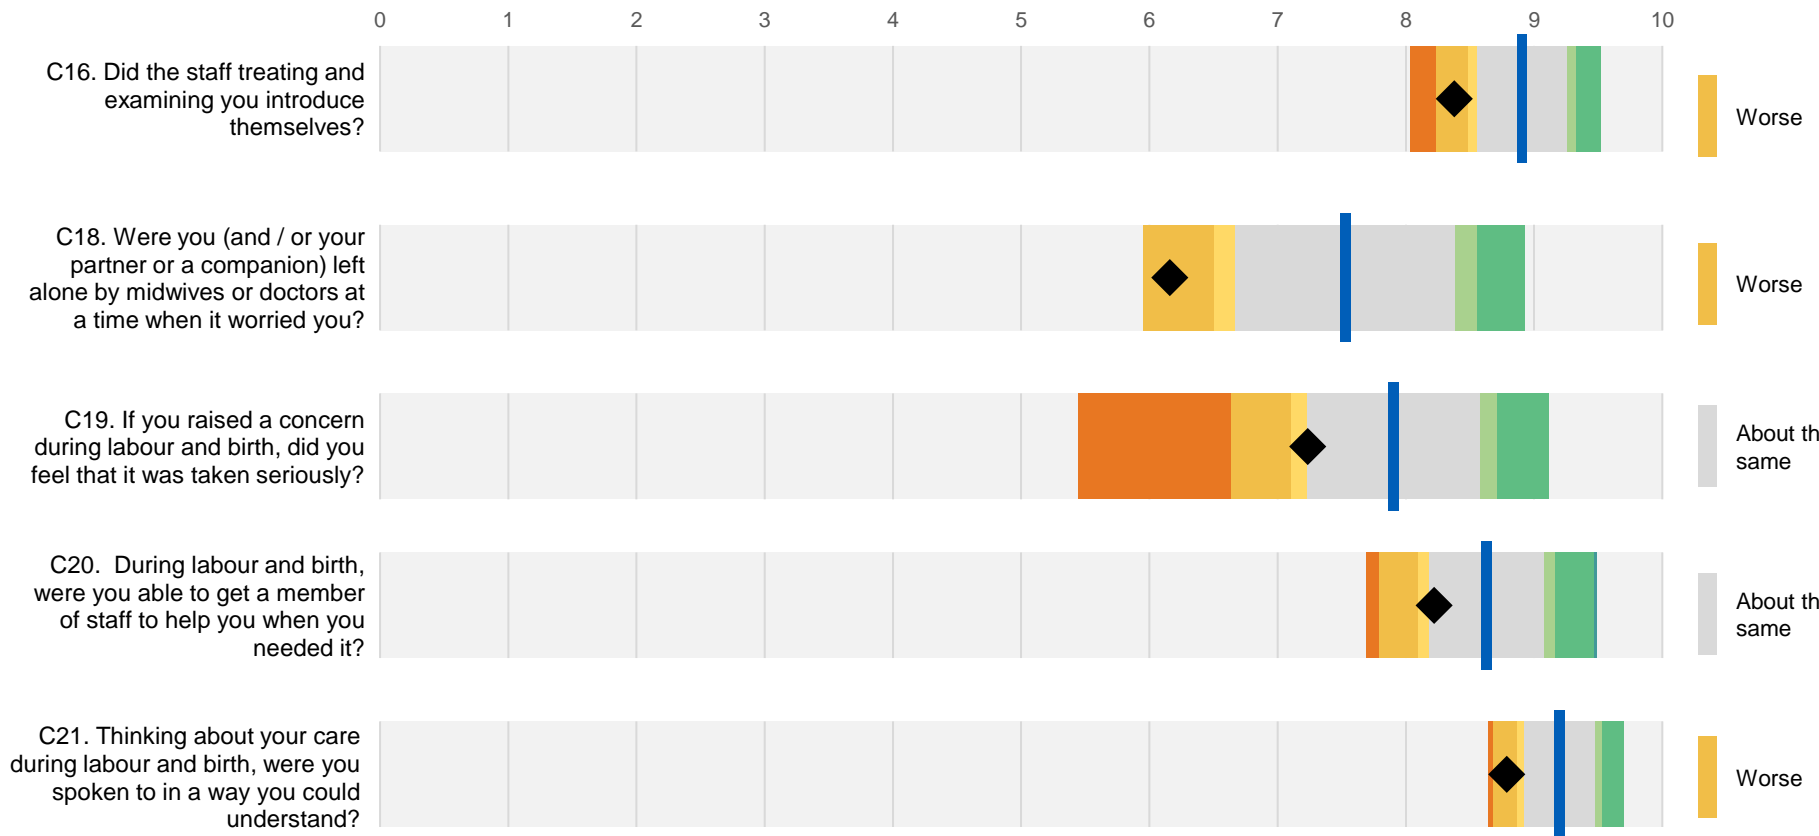 0 1 2 3 4 5 6 7 8 9 10
C16. Did the staff treating and
examining you introduce
themselves?
Worse
C18. Were you (and / or your
partner or a companion) left
alone by midwives or doctors at
a time when it worried you?
Worse
C19. If you raised a concern
during labour and birth, did you
feel that it was taken seriously?
About th
same
C20.  During labour and birth,
were you able to get a member
of staff to help you when you
needed it?
About th
same
C21. Thinking about your care
during labour and birth, were you
spoken to in a way you could
understand?
Worse